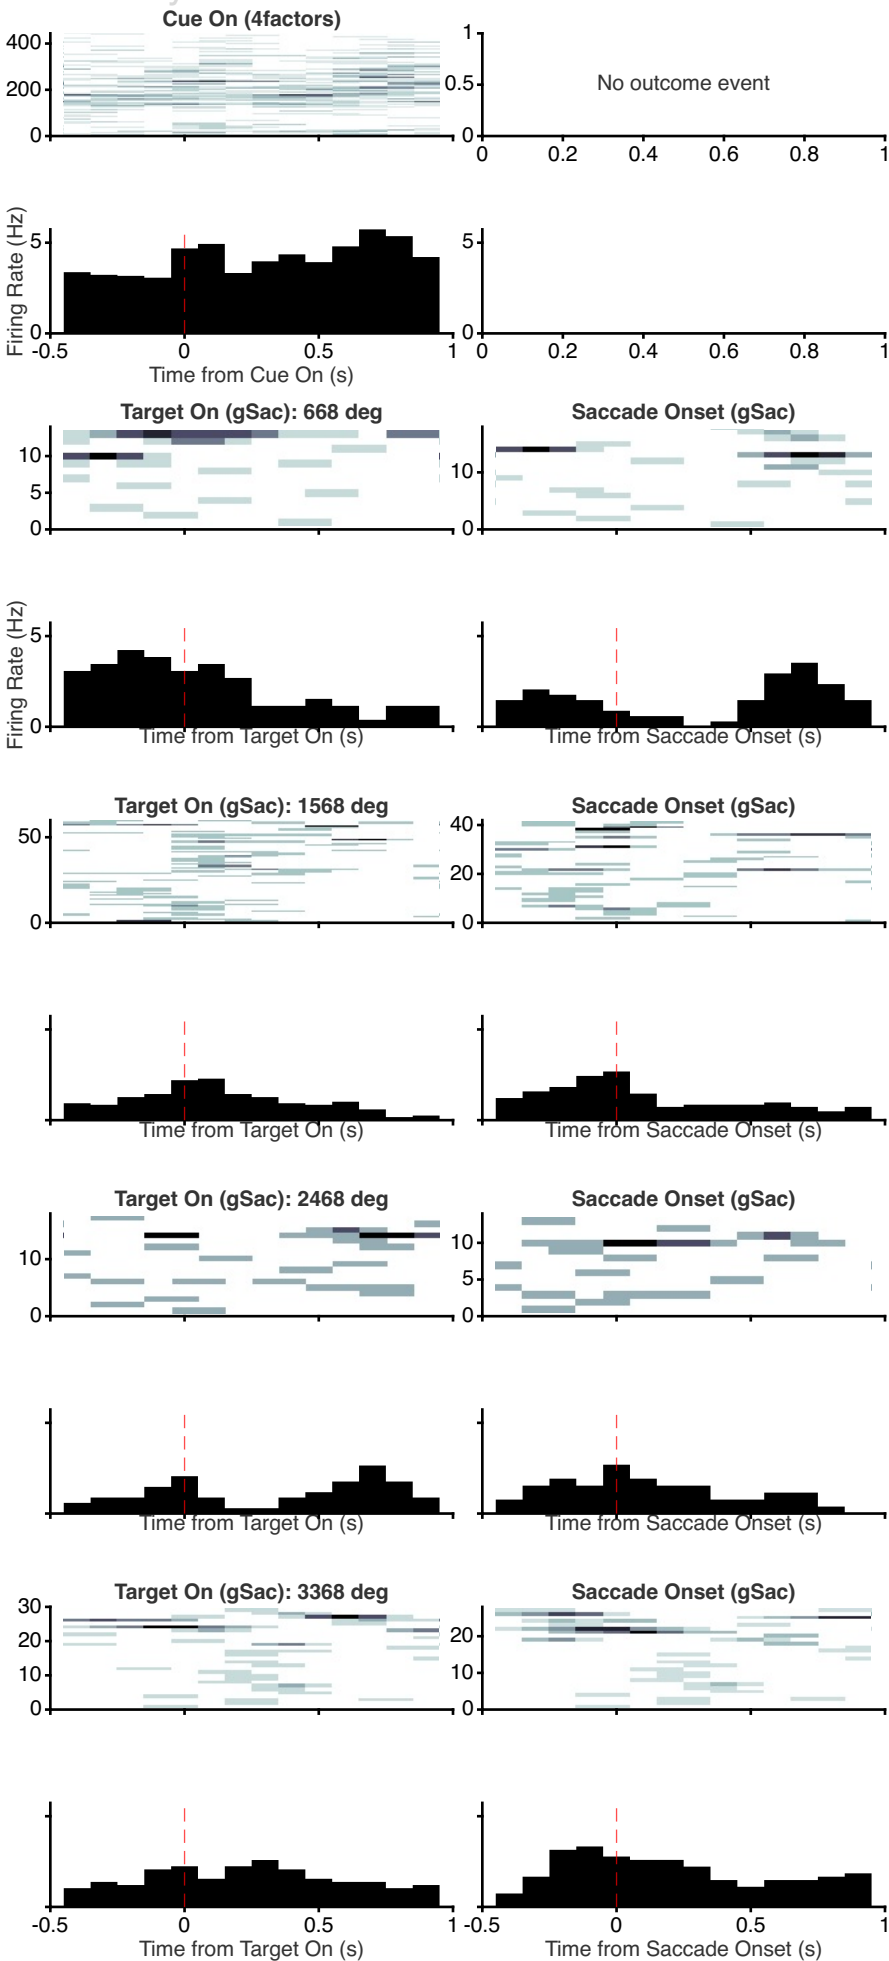 Cue On (4factors)
400
200
0
1
0.5
0
No outcome event
0 0.2 0.4 0.6 0.8 1
Firing Rate (Hz)
5
0
-0.5 0 0.5 1
Time from Cue On (s)
5
0
0 0.2 0.4 0.6 0.8 1
Target On (gSac): 668 deg
10
5
0
Saccade Onset (gSac)
10
0
Firing Rate (Hz)
5
0
Time from Target On (s)
Time from Saccade Onset (s)
Target On (gSac): 1568 deg
50
0
Saccade Onset (gSac)
40
20
0
Time from Target On (s)
Time from Saccade Onset (s)
Target On (gSac): 2468 deg
10
0
Saccade Onset (gSac)
10
5
0
Time from Target On (s)
Time from Saccade Onset (s)
Target On (gSac): 3368 deg
30
20
10
0
Saccade Onset (gSac)
20
10
0
-0.5 0 0.5 1
Time from Target On (s)
-0.5 0 0.5 1
Time from Saccade Onset (s)